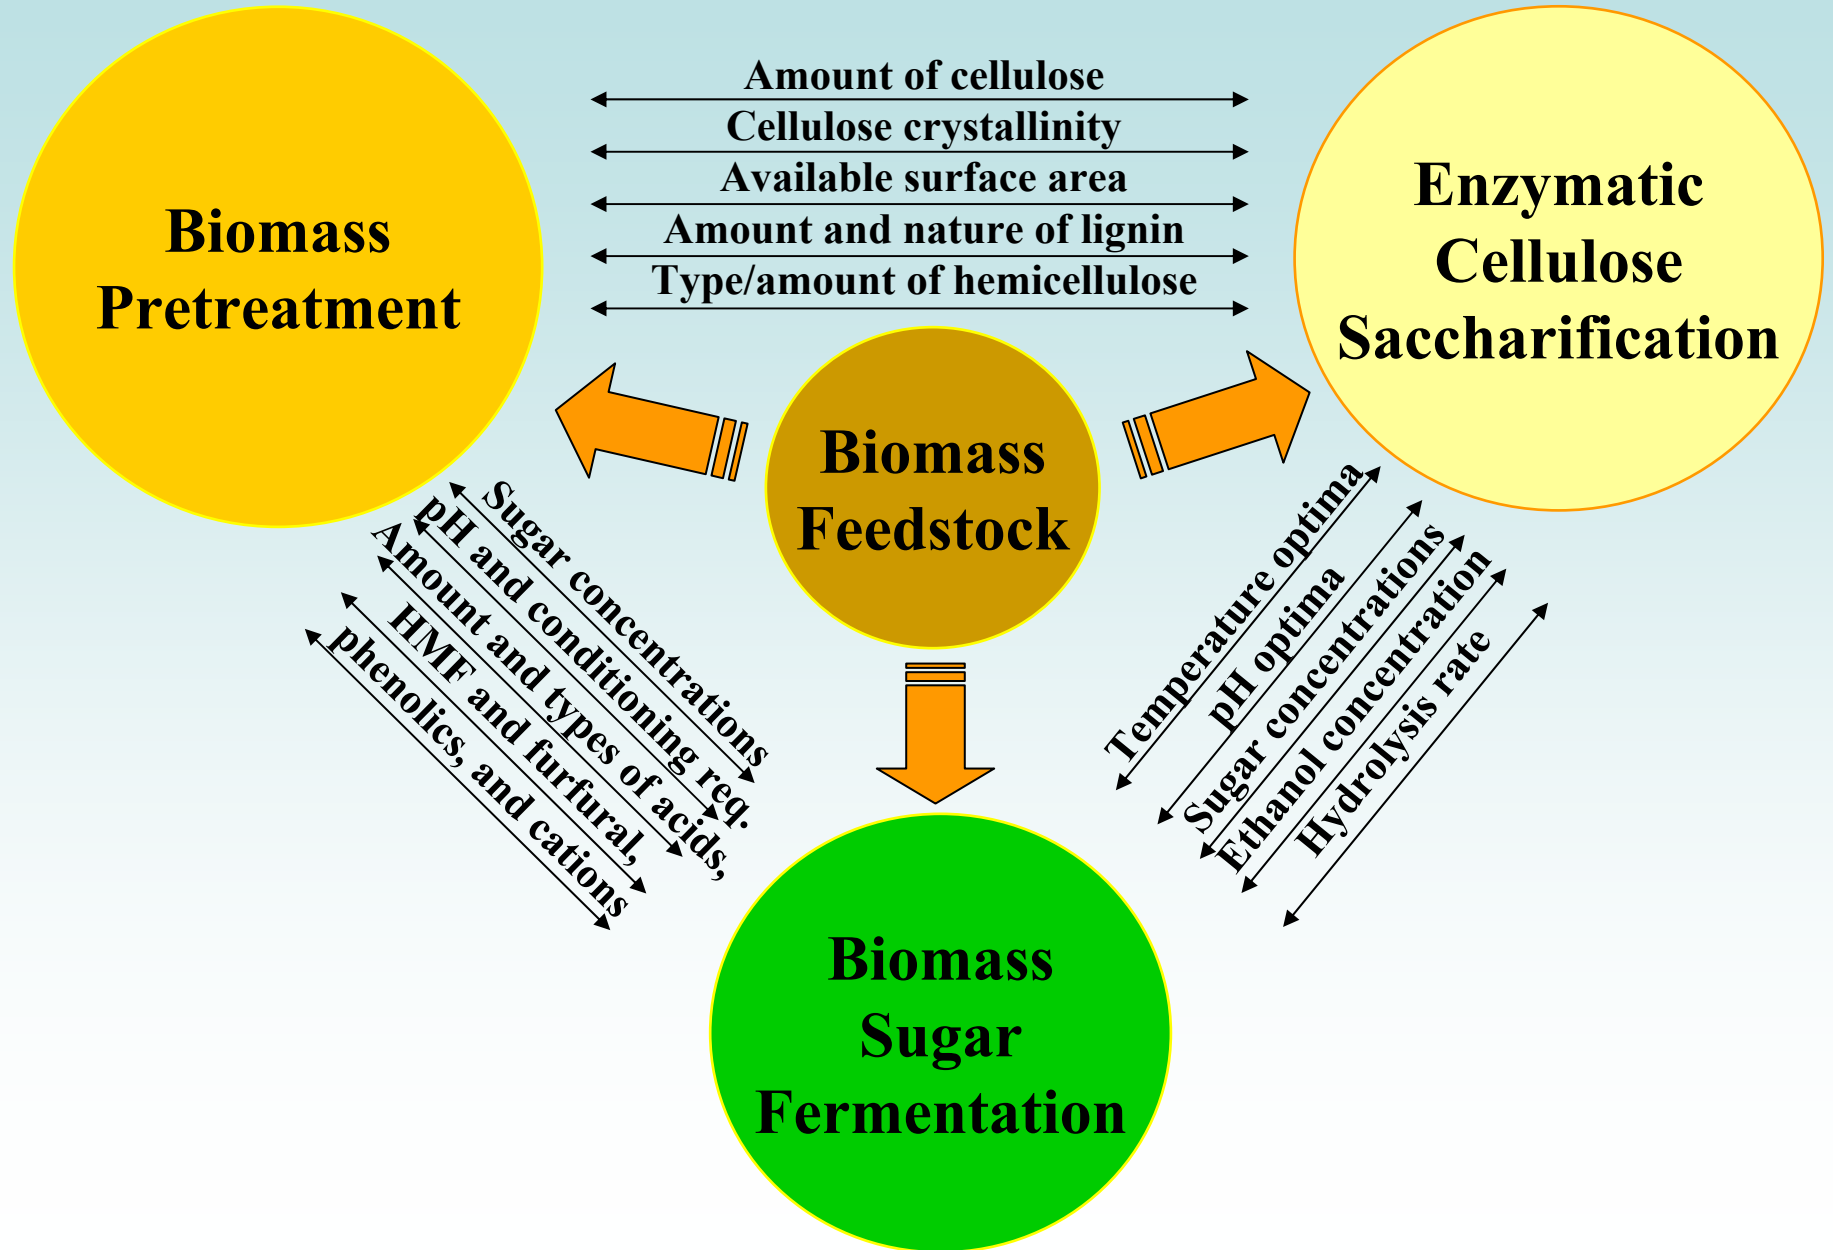 Amount of cellulose
Cellulose crystallinity
Available surface area
Amount and nature of lignin
Type/amount of hemicellulose
Biomass
Pretreatment
Enzymatic
Cellulose
Saccharification
Biomass
Feedstock
Sugar concentrations
pH and conditioning req.
Amount and types of acids,
HMF and furfural,
phenolics, and cations
Temperature optima
pH optima
Sugar concentrations
Ethanol concentration
Hydrolysis rate
Biomass
Sugar
Fermentation